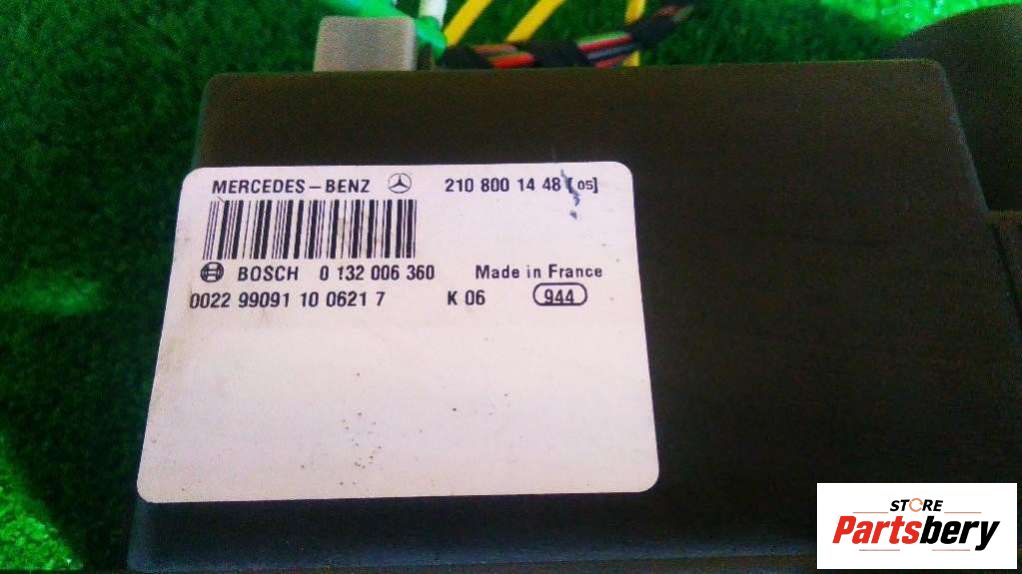 MERCEDES-BENZ 210 800 14 48 [05]
BOSCH 0 132 006 360 Made in France
0022 99091 10 0621 7 K 06 944
STORE
Partsbery